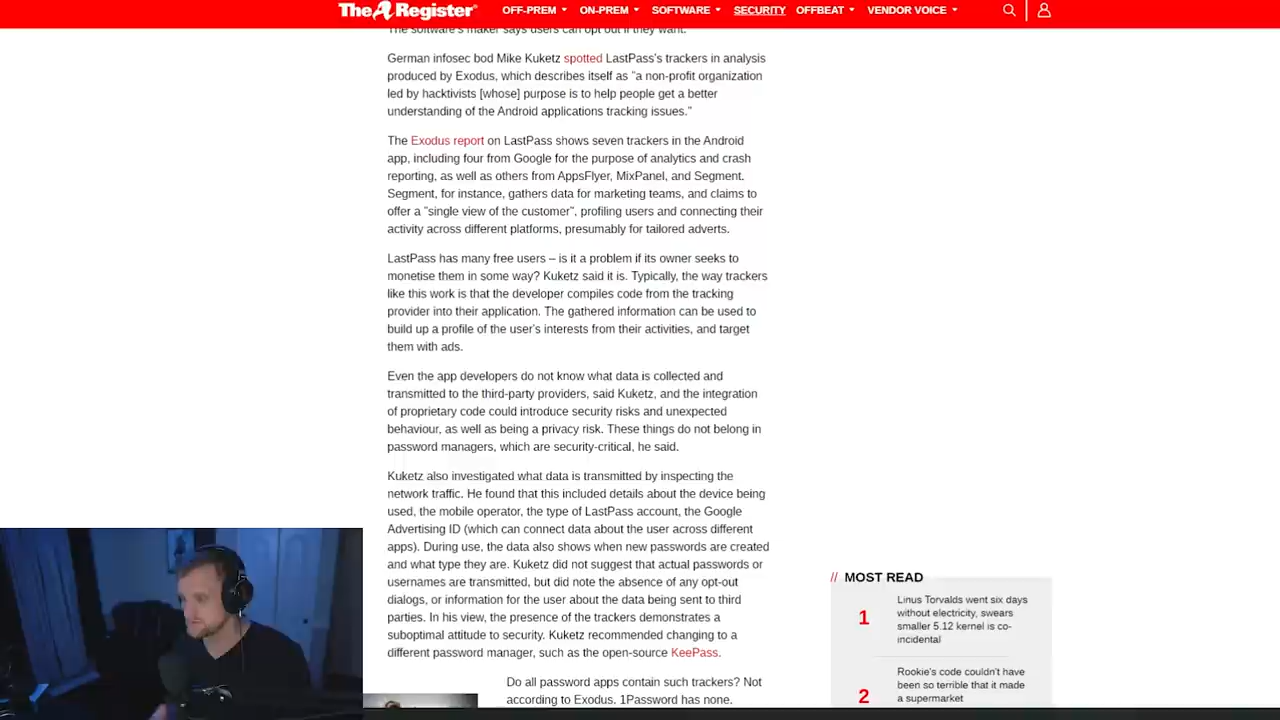 The Register
OFF-PREM ON-PREM SOFTWARE SECURITY OFFBEAT VENDOR VOICE
The software's maker says users can opt out if they want.
German infosec bod Mike Kuketz spotted LastPass's trackers in analysis
produced by Exodus, which describes itself as "a non-profit organization
led by hacktivists [whose] purpose is to help people get a better
understanding of the Android applications tracking issues."
The Exodus report on LastPass shows seven trackers in the Android
app, including four from Google for the purpose of analytics and crash
reporting, as well as others from AppsFlyer, MixPanel, and Segment.
Segment, for instance, gathers data for marketing teams, and claims to
offer a "single view of the customer", profiling users and connecting their
activity across different platforms, presumably for tailored adverts.
LastPass has many free users – is it a problem if its owner seeks to
monetise them in some way? Kuketz said it is. Typically, the way trackers
like this work is that the developer compiles code from the tracking
provider into their application. The gathered information can be used to
build up a profile of the user's interests from their activities, and target
them with ads.
Even the app developers do not know what data is collected and
transmitted to the third-party providers, said Kuketz, and the integration
of proprietary code could introduce security risks and unexpected
behaviour, as well as being a privacy risk. These things do not belong in
password managers, which are security-critical, he said.
Kuketz also investigated what data is transmitted by inspecting the
network traffic. He found that this included details about the device being
used, the mobile operator, the type of LastPass account, the Google
Advertising ID (which can connect data about the user across different
apps). During use, the data also shows when new passwords are created
and what type they are. Kuketz did not suggest that actual passwords or
usernames are transmitted, but did note the absence of any opt-out
dialogs, or information for the user about the data being sent to third
parties. In his view, the presence of the trackers demonstrates a
suboptimal attitude to security. Kuketz recommended changing to a
different password manager, such as the open-source KeePass.
Do all password apps contain such trackers? Not
according to Exodus. 1Password has none.
// MOST READ
1
Linus Torvalds went six days
without electricity, swears
smaller 5.12 kernel is co-
incidental
2
Rookie's code couldn't have
been so terrible that it made
a supermarket